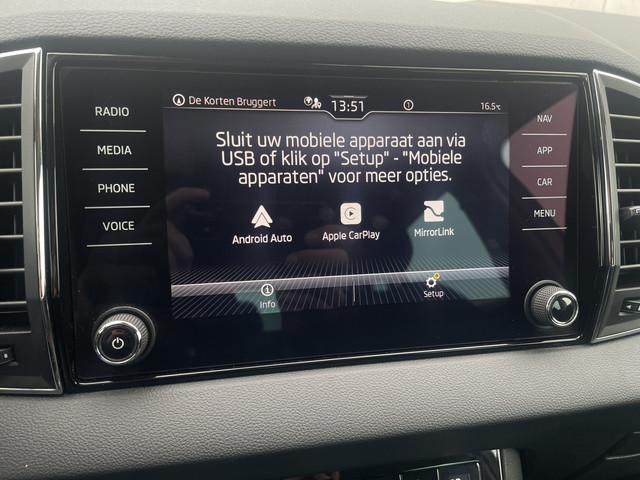 De Korten Bruggert 13:51 16.5°C
RADIO
MEDIA
PHONE
VOICE
Sluit uw mobiele apparaat aan via
USB of klik op "Setup" - "Mobiele
apparaten" voor meer opties.
Android Auto Apple CarPlay MirrorLink
Info Setup
NAV
APP
CAR
MENU